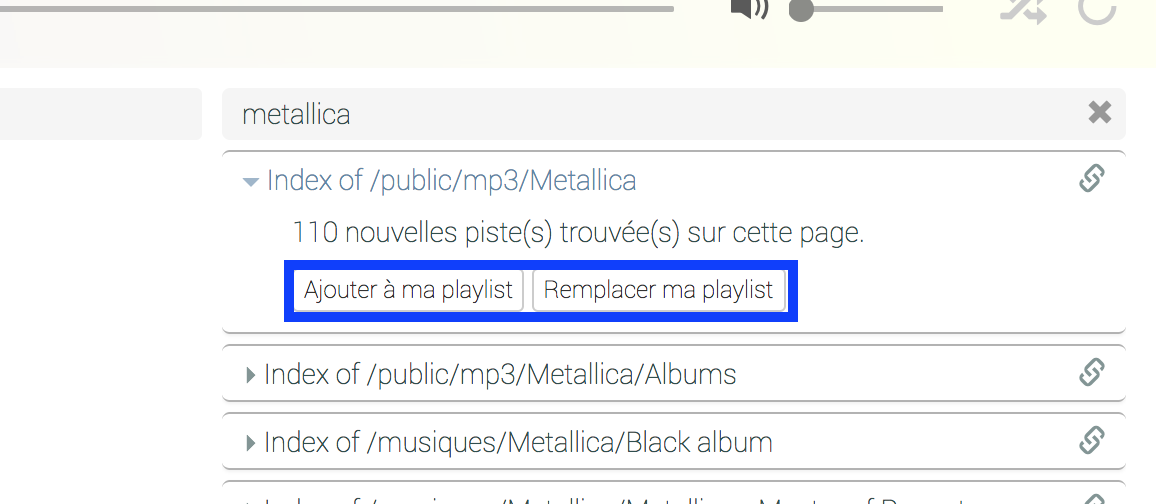 metallica
Index of /public/mp3/Metallica
110 nouvelles piste(s) trouvée(s) sur cette page.
Ajouter à ma playlist Remplacer ma playlist
Index of /public/mp3/Metallica/Albums
Index of /musiques/Metallica/Black album